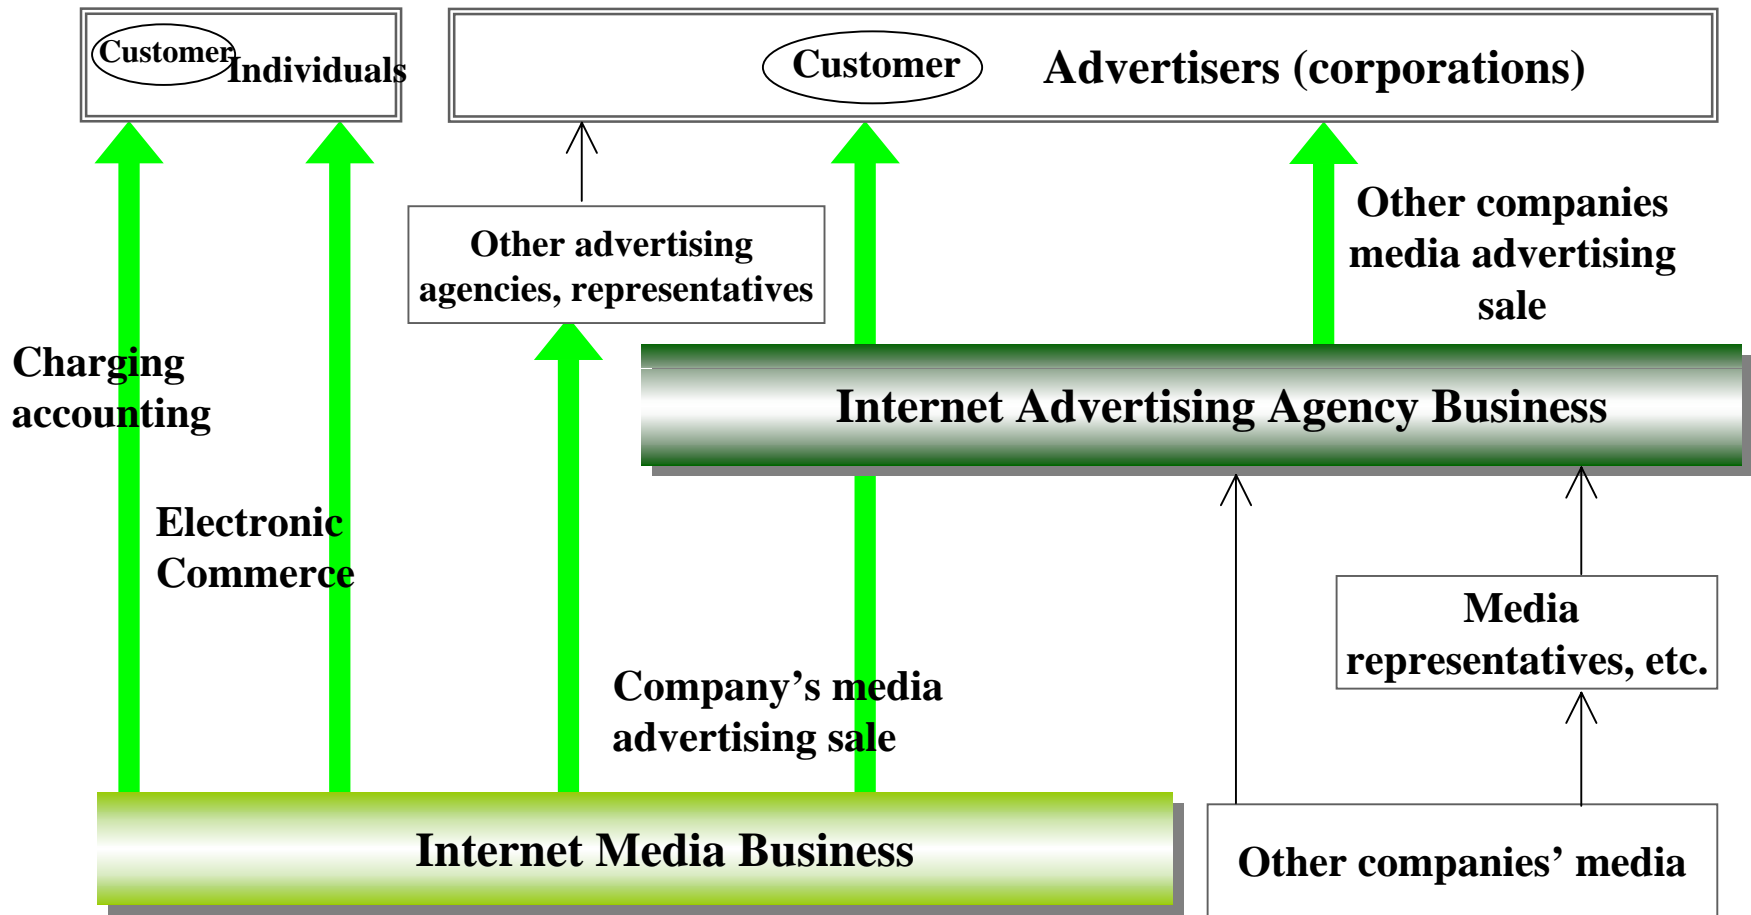 Customer
Individuals
Customer
Advertisers (corporations)
Other advertising
agencies, representatives
Other companies
media advertising
sale
Charging
accounting
Internet Advertising Agency Business
Electronic
Commerce
Media
representatives, etc.
Company’s media
advertising sale
Internet Media Business
Other companies’ media